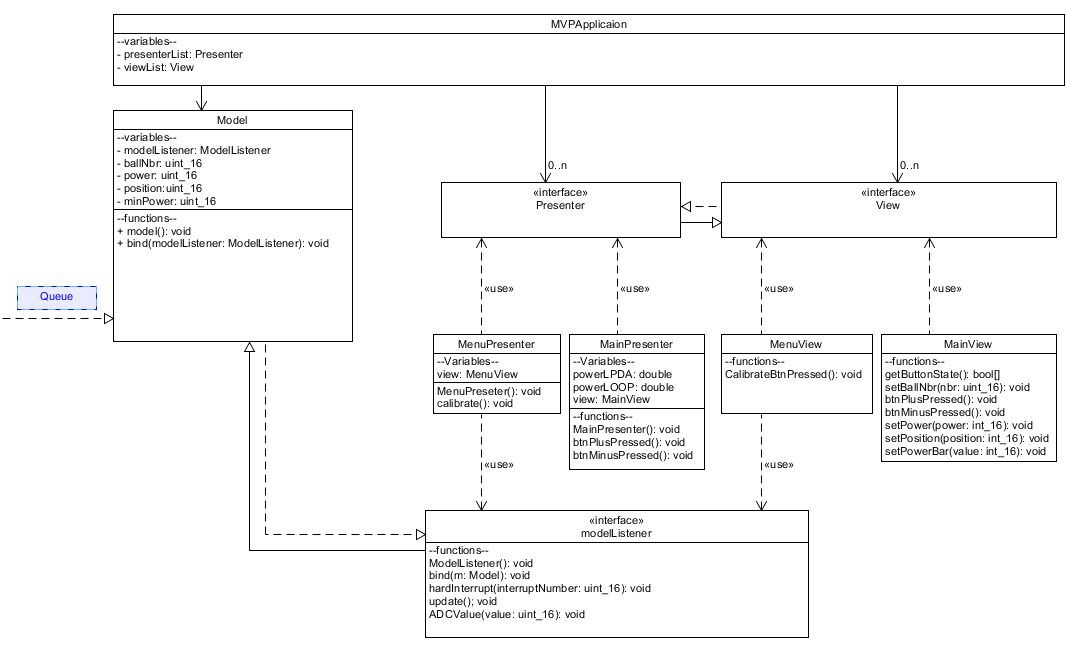 MVPApplicaion
--variables--
- presenterList: Presenter
- viewList: View
Model
--variables--
- modelListener: ModelListener
- ballNbr: uint_16
- power: uint_16
- position:uint_16
- minPower: uint_16
--functions--
+ model(): void
+ bind(modelListener: ModelListener): void
Queue
0..n
«interface»
Presenter
0..n
«interface»
View
«use»
«use»
«use»
«use»
MenuPresenter
--Variables--
view: MenuView
MenuPreseter(): void
calibrate(): void
MainPresenter
--Variables--
powerLPDA: double
powerLOOP: double
view: MainView
--functions--
MainPresenter(): void
btnPlusPressed(): void
btnMinusPressed(): void
MenuView
--functions--
CalibrateBtnPressed(): void
MainView
--functions--
getButtonState(): bool[]
setBallNbr(nbr: uint_16): void
btnPlusPressed(): void
btnMinusPressed(): void
setPower(power: int_16): void
setPosition(position: int_16): void
setPowerBar(value: int_16): void
«use»
«use»
«interface»
modelListener
--functions--
ModelListener(): void
bind(m: Model): void
hardInterrupt(interruptNumber: uint_16): void
update(); void
ADCValue(value: uint_16): void